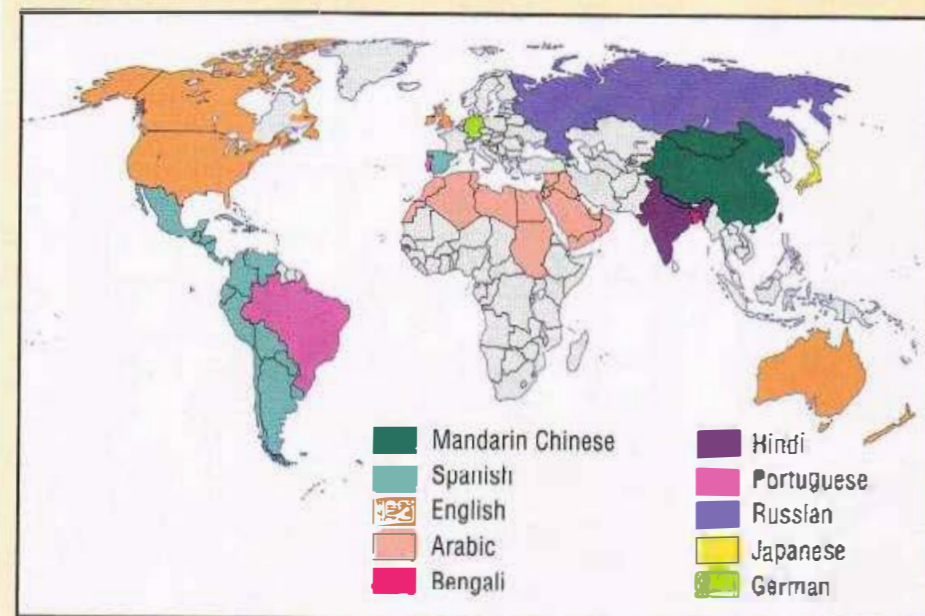 Mandarin Chinese
Spanish
English
Arabic
Bengali
Hindi
Portuguese
Russian
Japanese
German